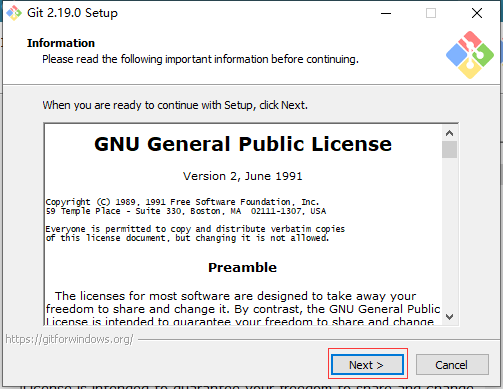 Git 2.19.0 Setup
Information
Please read the following important information before continuing.
When you are ready to continue with Setup, click Next.
GNU General Public License
Version 2, June 1991
Copyright (C) 1989, 1991 Free Software Foundation, Inc.
59 Temple Place - Suite 330, Boston, MA  02111-1307, USA
Everyone is permitted to copy and distribute verbatim copies
of this license document, but changing it is not allowed.
Preamble
The licenses for most software are designed to take away your
freedom to share and change it. By contrast, the GNU General Public
License is intended to guarantee your freedom to share and change
https://gitforwindows.org/
Next >
Cancel